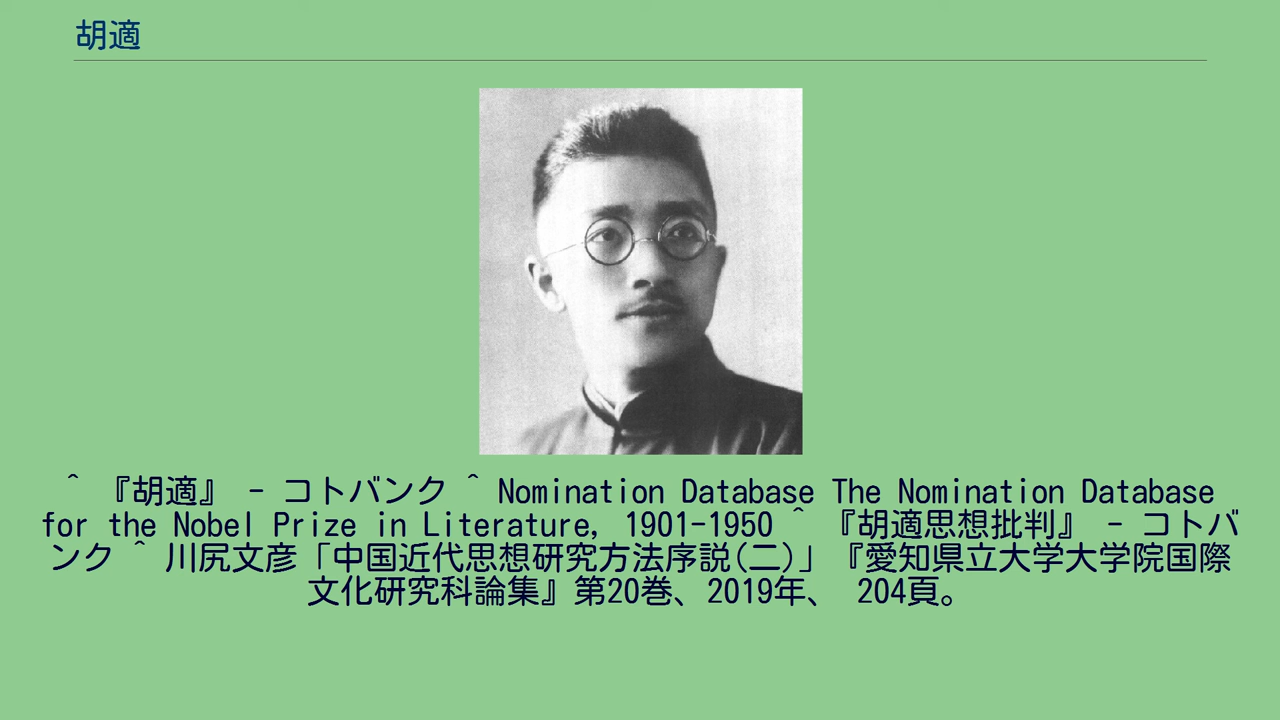 胡適
^ 『胡適』 - コトバンク ^ Nomination Database The Nomination Database
for the Nobel Prize in Literature, 1901-1950 ^ 『胡適思想批判』 - コトバ
ンク ^ 川尻文彦「中国近代思想研究方法序説(二)」『愛知県立大学大学院国際
文化研究科論集』第20巻、2019年、 204頁。